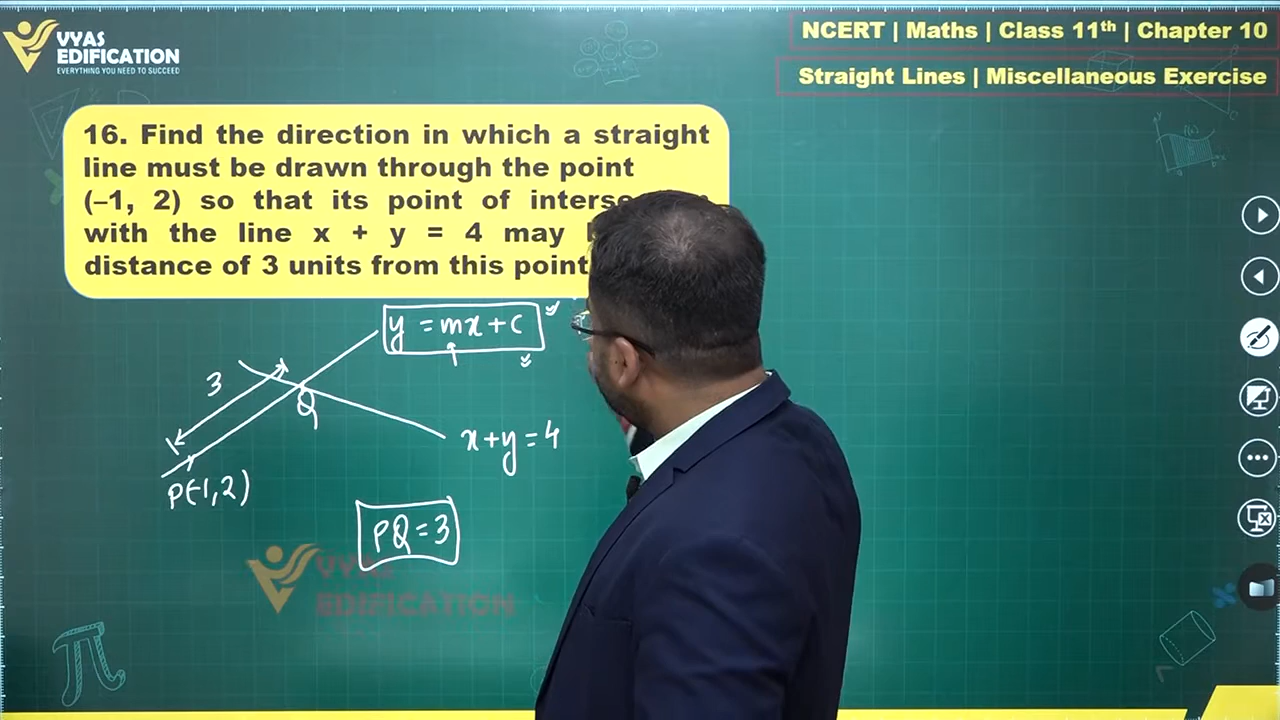 VYAS
EDIFICATION
EVERYTHING YOU NEED TO SUCCEED
NCERT | Maths | Class 11th | Chapter 10
Straight Lines | Miscellaneous Exercise
16. Find the direction in which a straight
line must be drawn through the point
(–1, 2) so that its point of
with the line x + y = 4 may
distance of 3 units from this point
y = mx + c
3
Q
x+y=4
P(-1,2)
PQ=3
VYAS
EDIFICATION